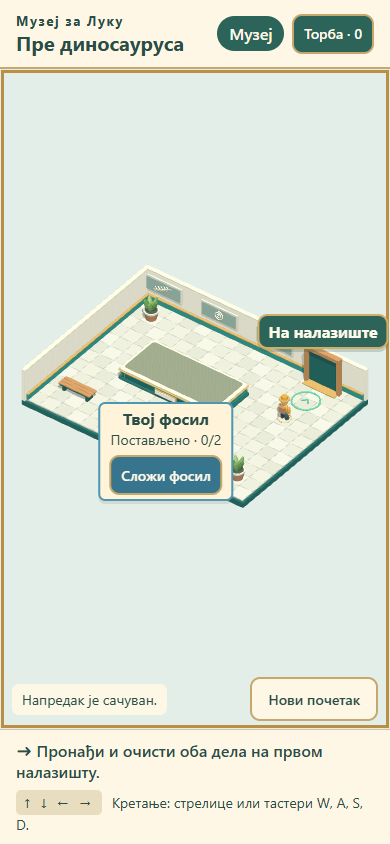 Музеј за Луку
Пре диносауруса
Музеј
Торба · 0
На налазиште
Твој фосил
Постављено · 0/2
Сложи фосил
Напредак је сачуван.
Нови почетак
→ Пронађи и очисти оба дела на првом
налазишту.
↑ ↓ ← → Кретање: стрелице или тастери W, A, S,
D.